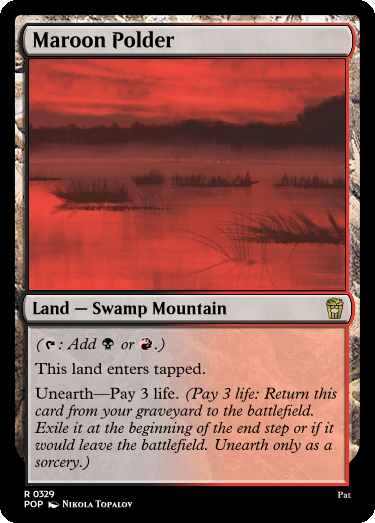 Maroon Polder
Land — Swamp Mountain
(: Add or .)
This land enters tapped.
Unearth—Pay 3 life. (Pay 3 life: Return this
card from your graveyard to the battlefield.
Exile it at the beginning of the end step or if it
would leave the battlefield. Unearth only as a
sorcery.)
R 0329
POP Nikola Topalov
Pat